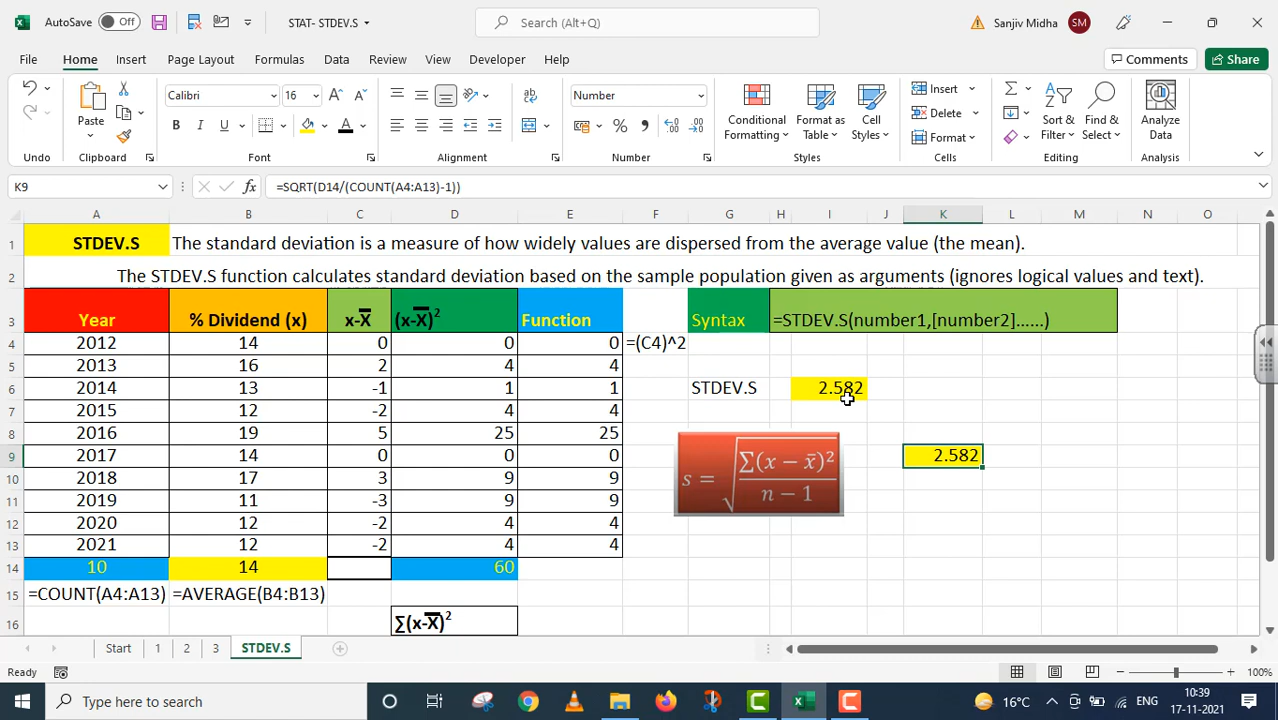 AutoSave Off STAT- STDEV.S Search (Alt+Q) Sanjiv Midha SM
File Home Insert Page Layout Formulas Data Review View Developer Help Comments Share
Undo
Paste
Clipboard
Calibri 16
B I U
Font
ab
Alignment
Number
%
Number
Conditional Formatting
Format as Table
Cell Styles
Styles
Insert
Delete
Format
Cells
Sort & Filter
Find & Select
Editing
Analyze Data
Analysis
K9 fx =SQRT(D14/(COUNT(A4:A13)-1))
A B C D E F G H I J K L M N O
1 STDEV.S The standard deviation is a measure of how widely values are dispersed from the average value (the mean).
2 The STDEV.S function calculates standard deviation based on the sample population given as arguments (ignores logical values and text).
3 Year % Dividend (x) x-X̅ (x-X̅)² Function Syntax =STDEV.S(number1,[number2]......)
4 2012 14 0 0 0 =(C4)^2
5 2013 16 2 4 4
6 2014 13 -1 1 1 STDEV.S 2.582
7 2015 12 -2 4 4
8 2016 19 5 25 25
9 2017 14 0 0 0 2.582
10 2018 17 3 9 9
11 2019 11 -3 9 9
12 2020 12 -2 4 4
13 2021 12 -2 4 4
s = √(∑(x − x̄)² / n − 1)
14 10 14 60
15 =COUNT(A4:A13) =AVERAGE(B4:B13)
16 ∑(x-X̅)²
Start 1 2 3 STDEV.S
Ready 100%
Type here to search 16°C ENG 10:39
17-11-2021